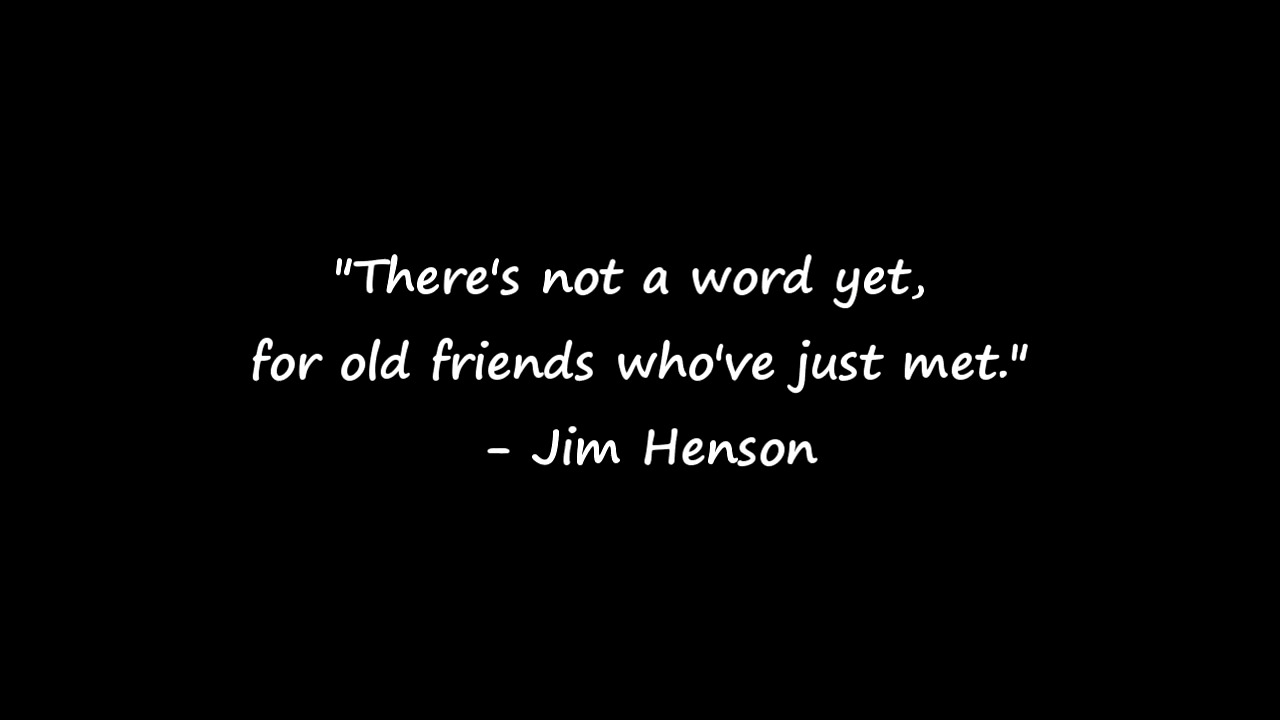 "There's not a word yet,
for old friends who've just met."
- Jim Henson